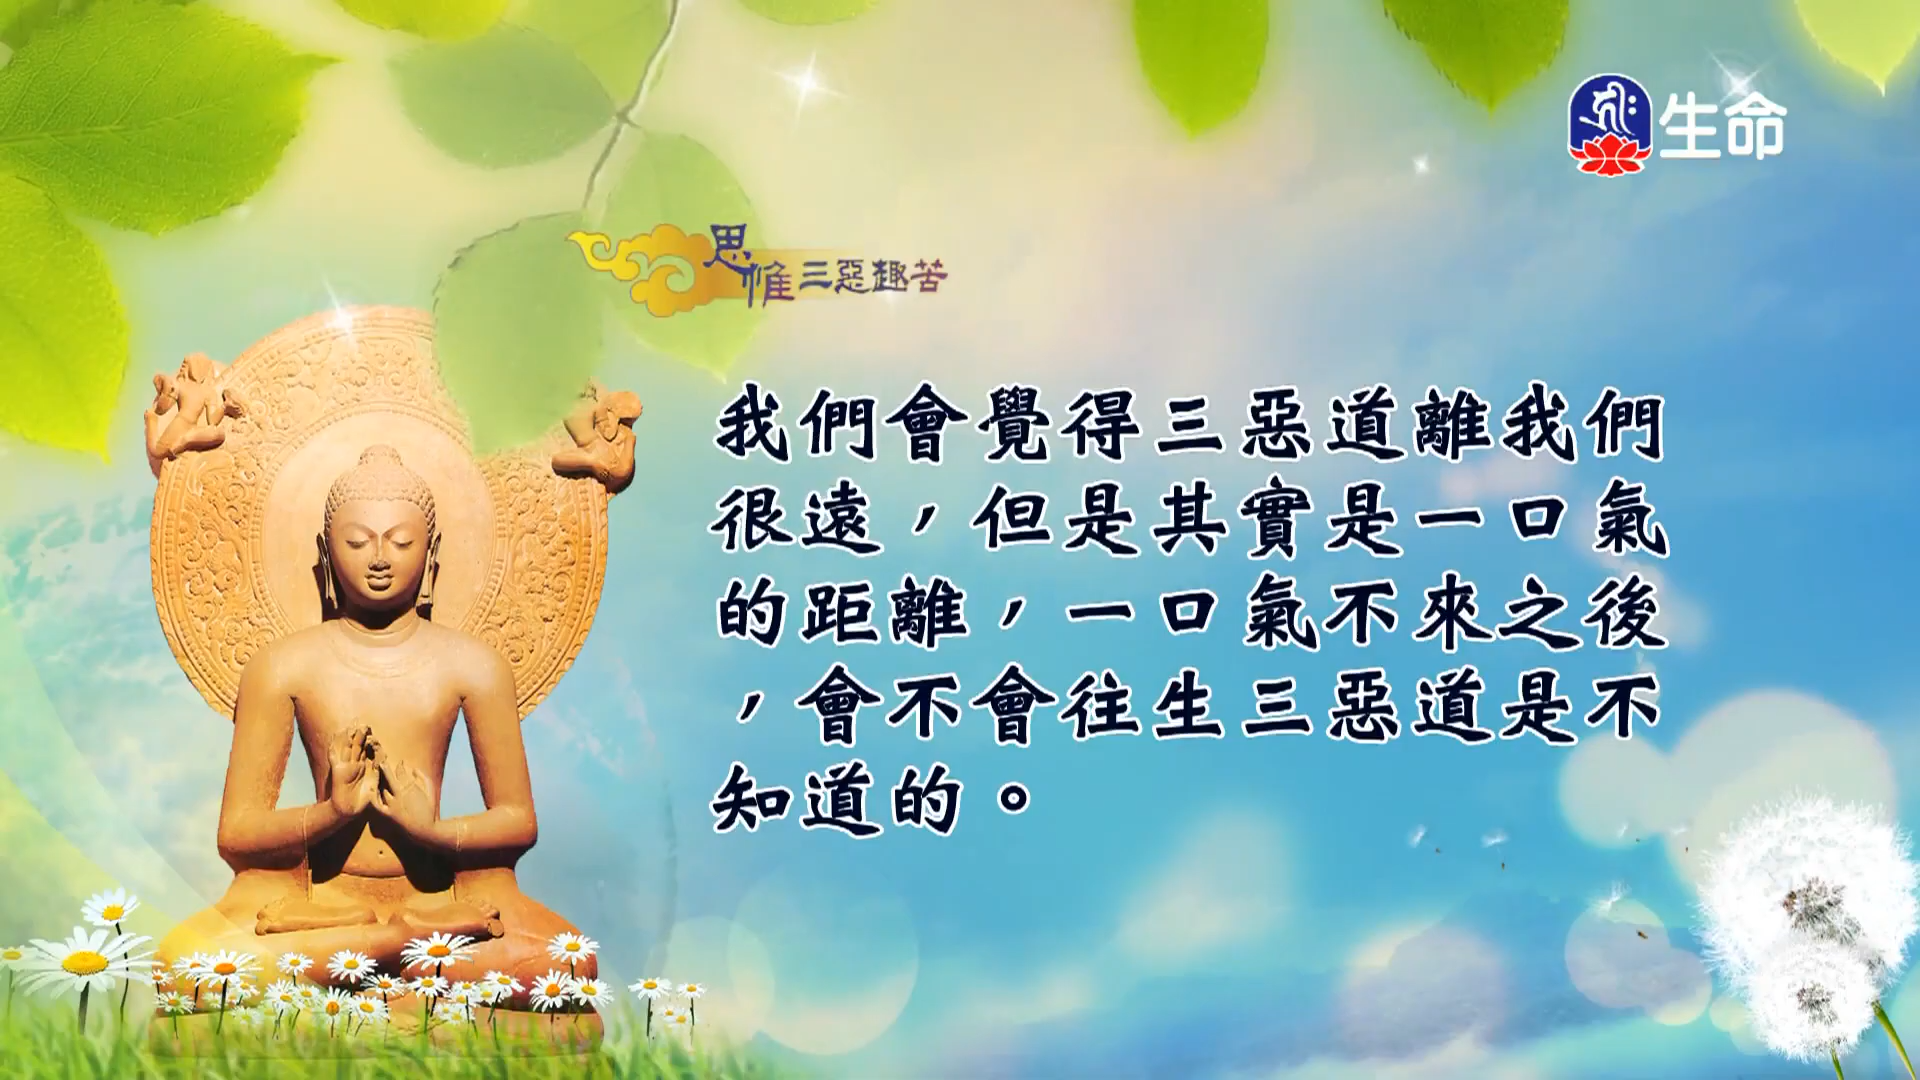 生命
思惟三惡趣苦
我們會覺得三惡道離我們
很遠，但是其實是一口氣
的距離，一口氣不來之後
，會不會往生三惡道是不
知道的。